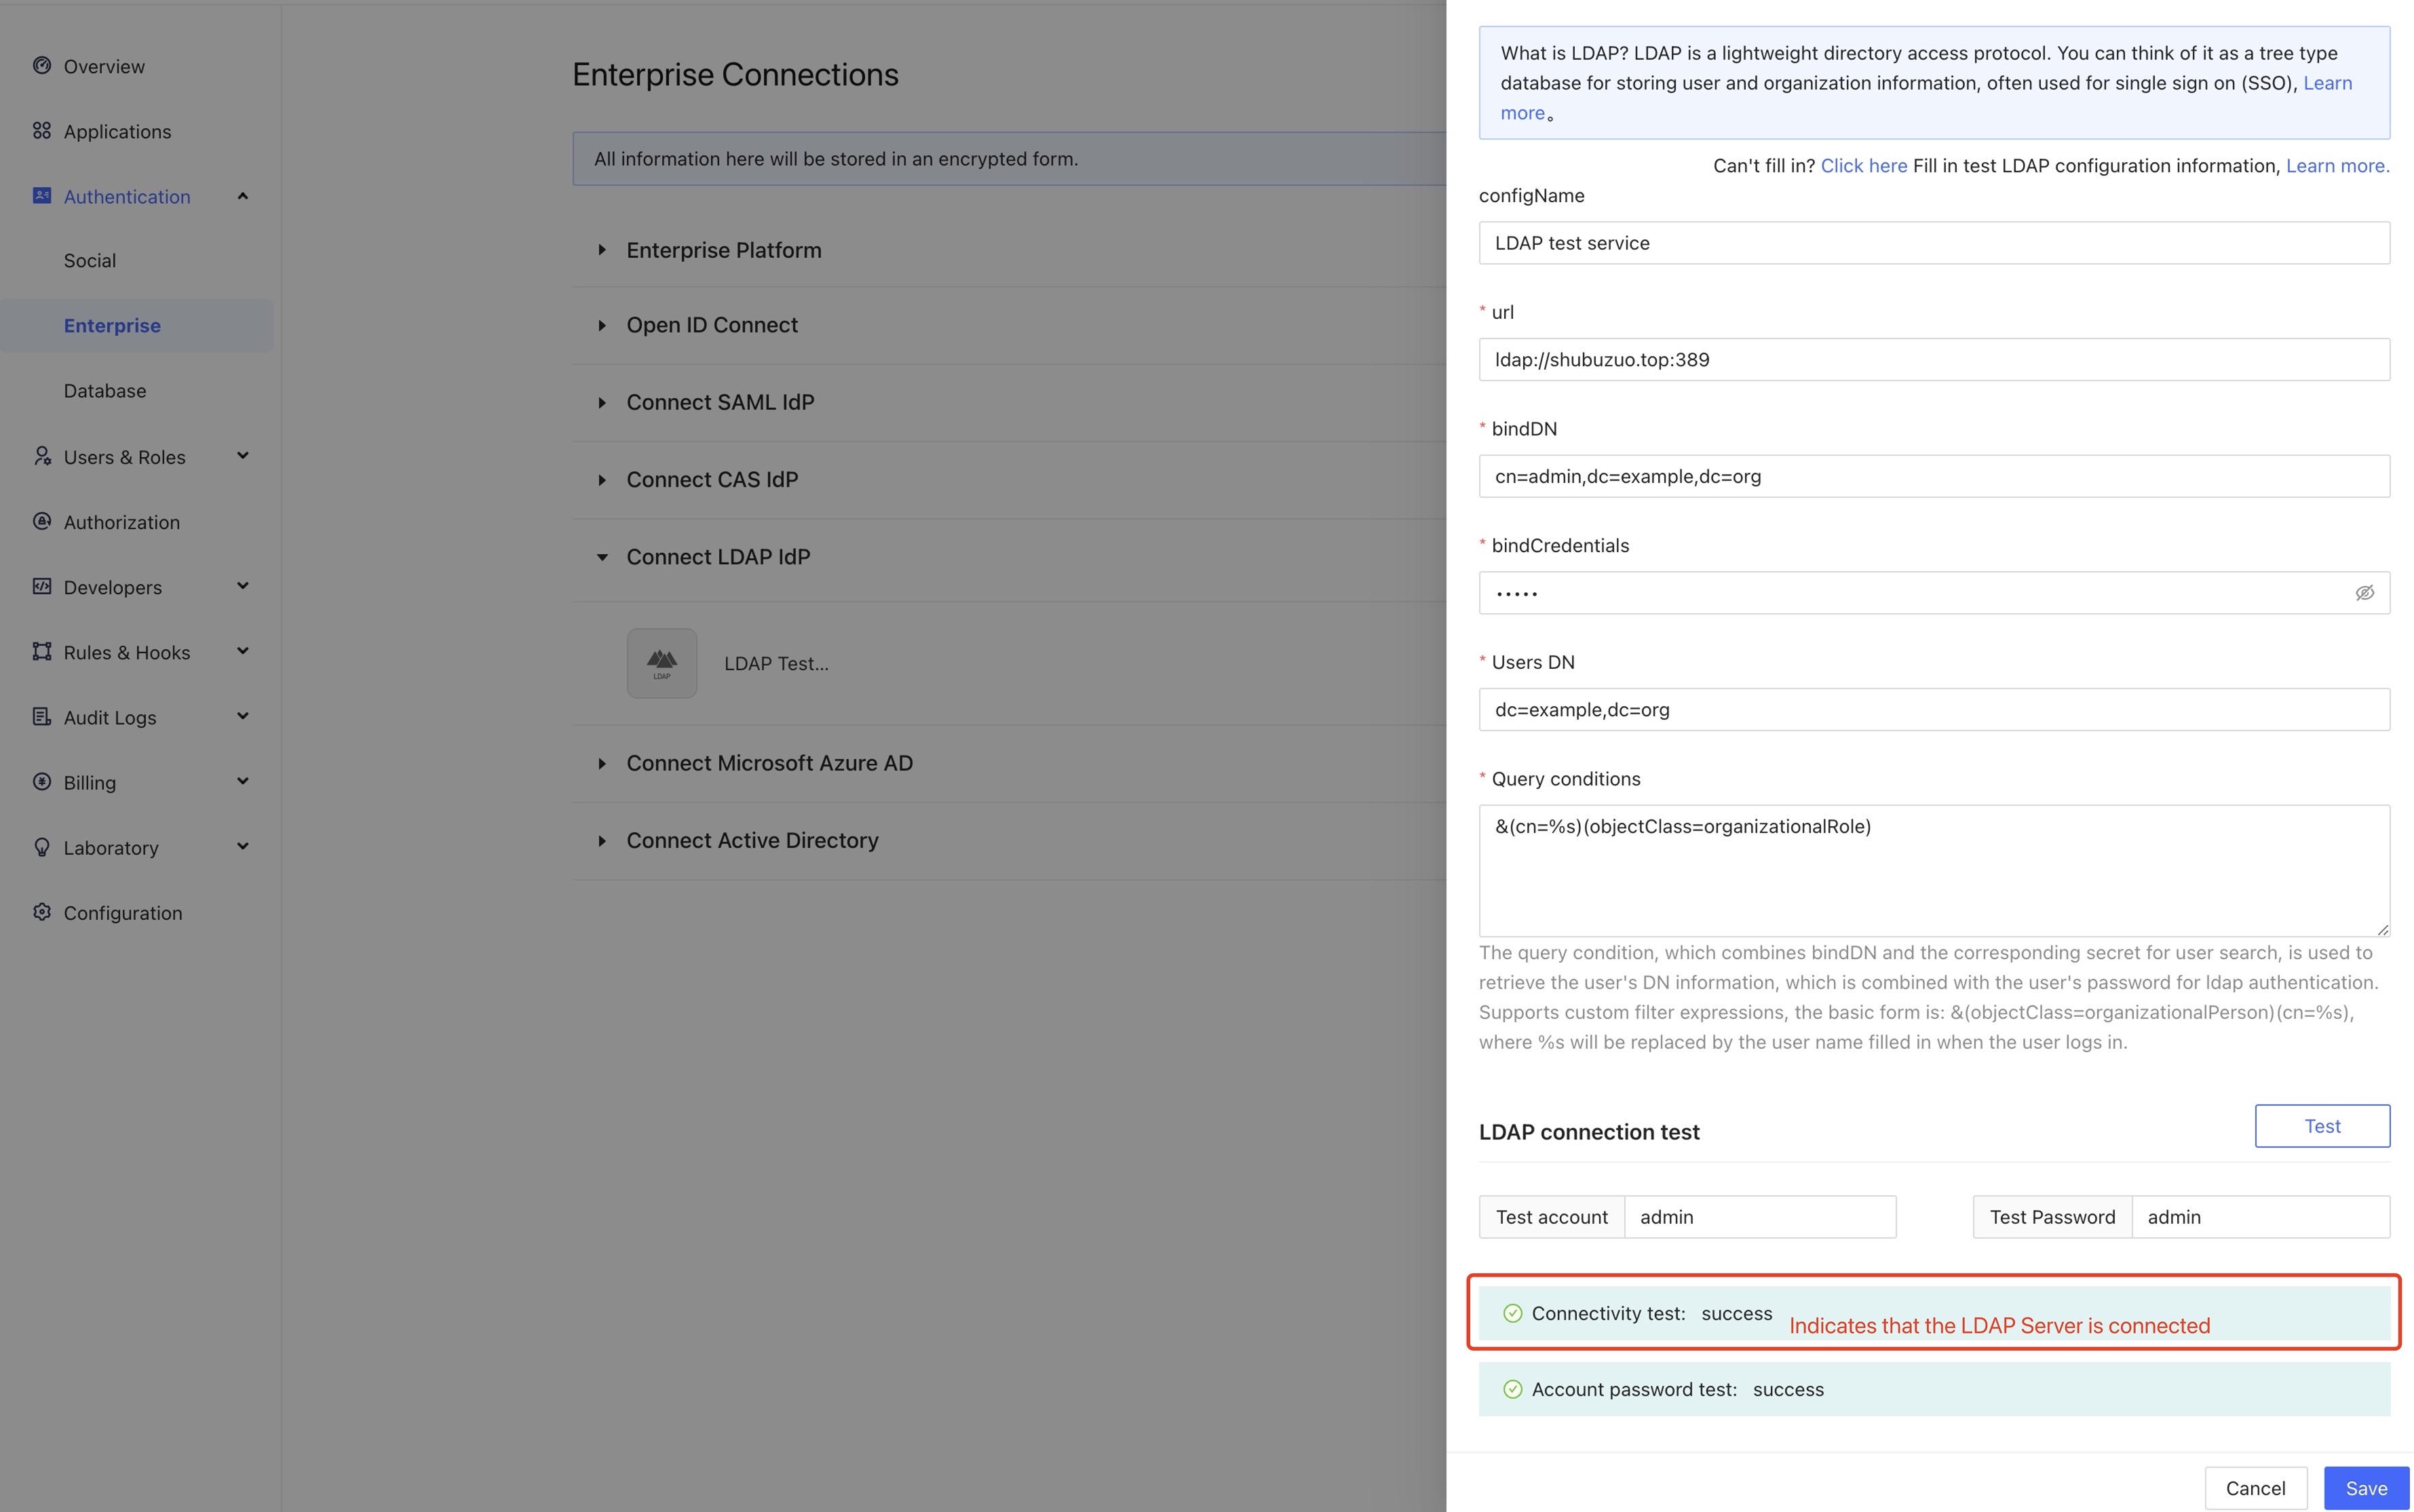 Overview
Applications
Authentication
Social
Enterprise
Database
Users & Roles
Authorization
Developers
Rules & Hooks
Audit Logs
Billing
Laboratory
Configuration
Enterprise Connections
All information here will be stored in an encrypted form.
Enterprise Platform
Open ID Connect
Connect SAML IdP
Connect CAS IdP
Connect LDAP IdP
LDAP
LDAP Test...
Connect Microsoft Azure AD
Connect Active Directory
What is LDAP? LDAP is a lightweight directory access protocol. You can think of it as a tree type
database for storing user and organization information, often used for single sign on (SSO), Learn
more。
Can't fill in? Click here Fill in test LDAP configuration information, Learn more.
configName
LDAP test service
* url
ldap://shubuzuo.top:389
* bindDN
cn=admin,dc=example,dc=org
* bindCredentials
•••••
* Users DN
dc=example,dc=org
* Query conditions
&(cn=%s)(objectClass=organizationalRole)
The query condition, which combines bindDN and the corresponding secret for user search, is used to
retrieve the user's DN information, which is combined with the user's password for ldap authentication.
Supports custom filter expressions, the basic form is: &(objectClass=organizationalPerson)(cn=%s),
where %s will be replaced by the user name filled in when the user logs in.
LDAP connection test
Test
Test account admin
Test Password admin
Connectivity test: success
Indicates that the LDAP Server is connected
Account password test: success
Cancel
Save